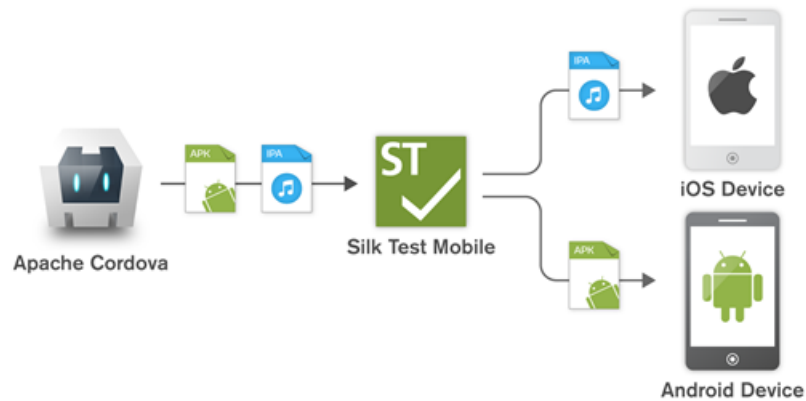 APK
IPA
Apache Cordova
ST
Silk Test Mobile
IPA
iOS Device
APK
Android Device